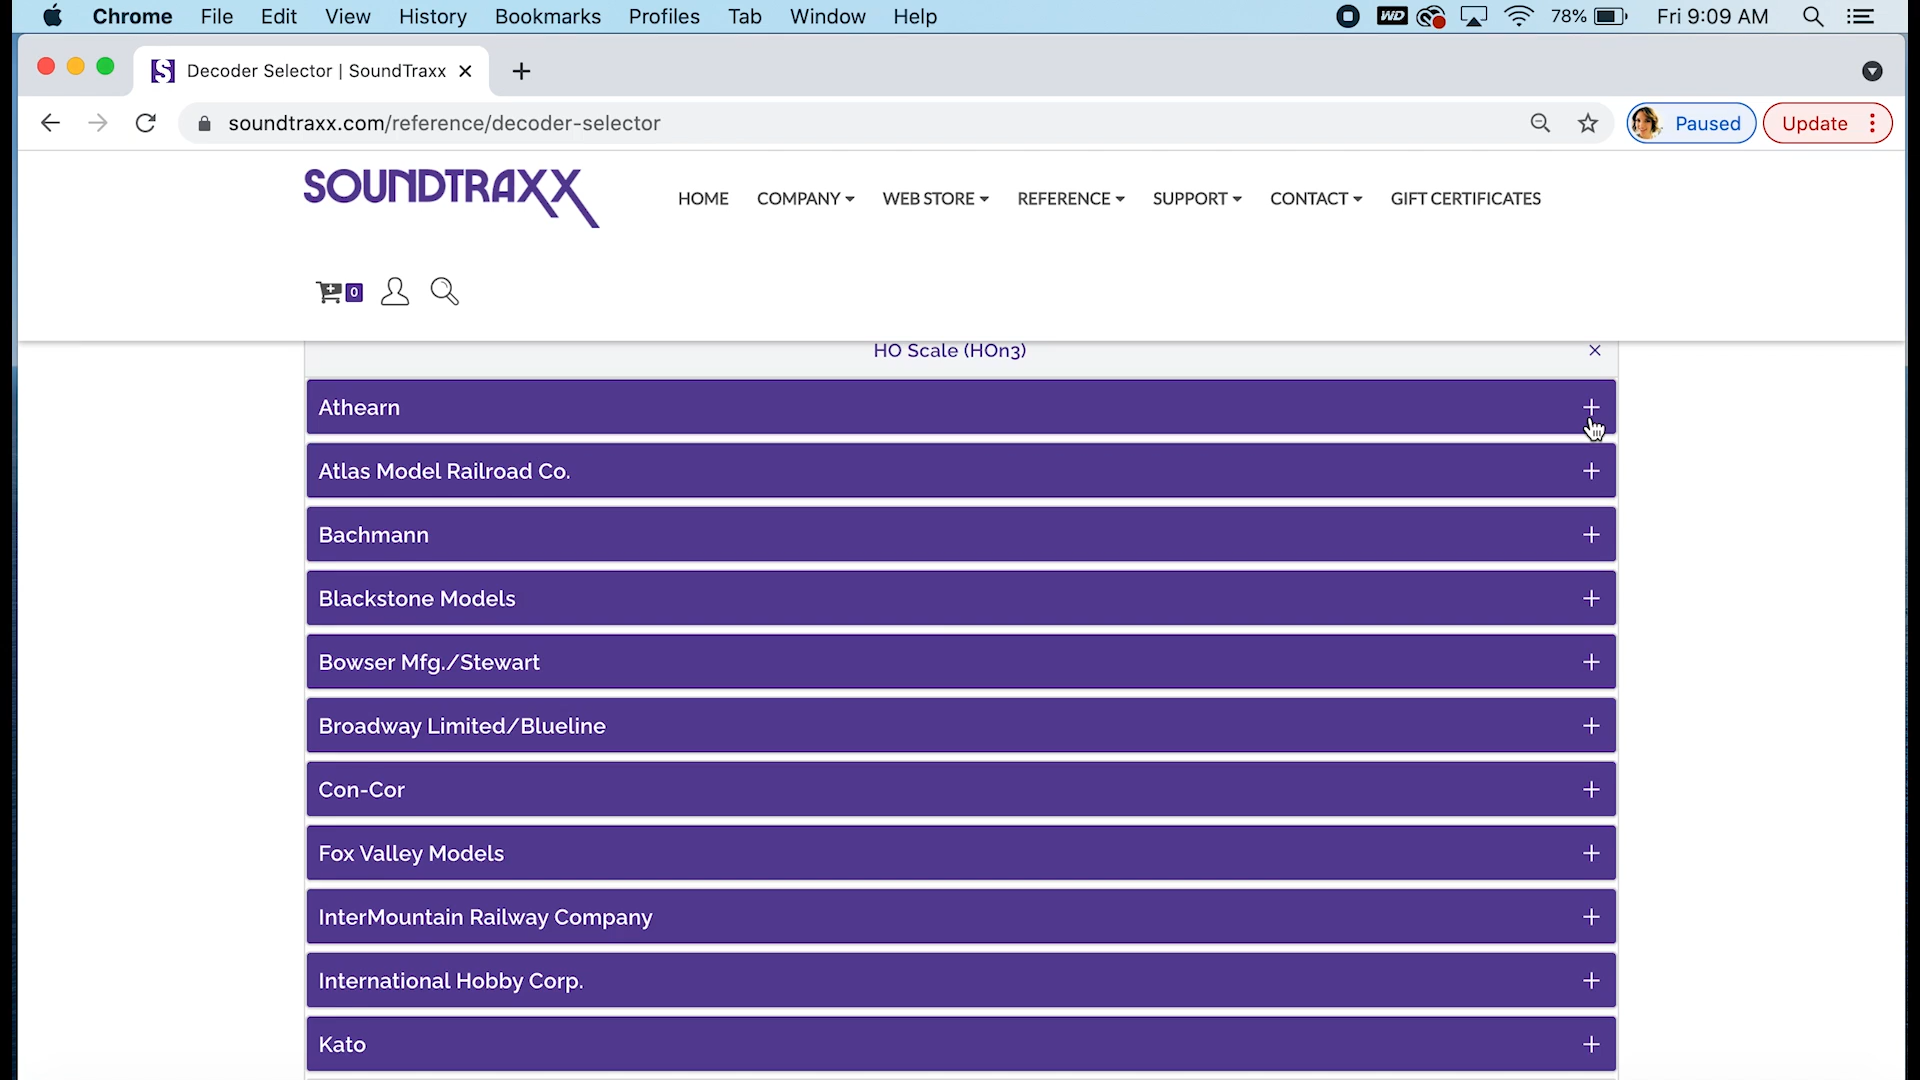 Chrome File Edit View History Bookmarks Profiles Tab Window Help WD 78% Fri 9:09 AM
Decoder Selector | SoundTraxx
soundtraxx.com/reference/decoder-selector Paused Update
SOUNDTRAXX HOME COMPANY WEB STORE REFERENCE SUPPORT CONTACT GIFT CERTIFICATES
0
HO Scale (HOn3)
Athearn
Atlas Model Railroad Co.
Bachmann
Blackstone Models
Bowser Mfg./Stewart
Broadway Limited/Blueline
Con-Cor
Fox Valley Models
InterMountain Railway Company
International Hobby Corp.
Kato